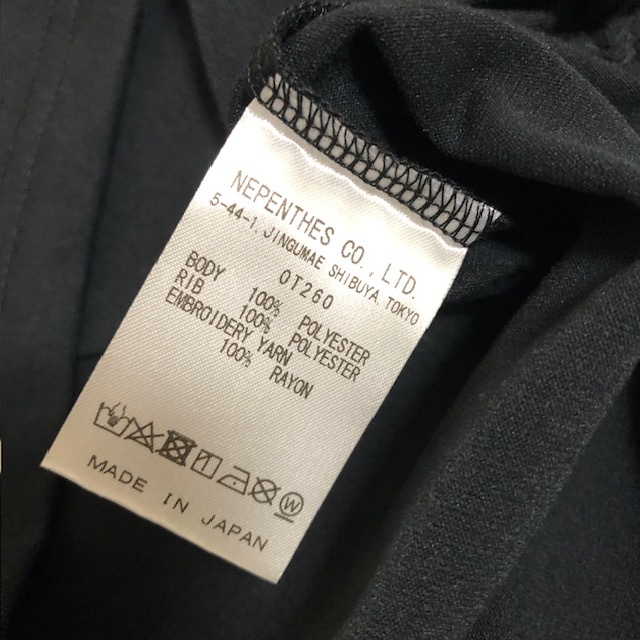 NEPENTHES CO., LTD.
5-44-1, JINGUMAE SHIBUYA, TOKYO
OT260
BODY 100% POLYESTER
RIB 100% POLYESTER
EMBROIDERY YARN
100% RAYON
W
MADE IN JAPAN